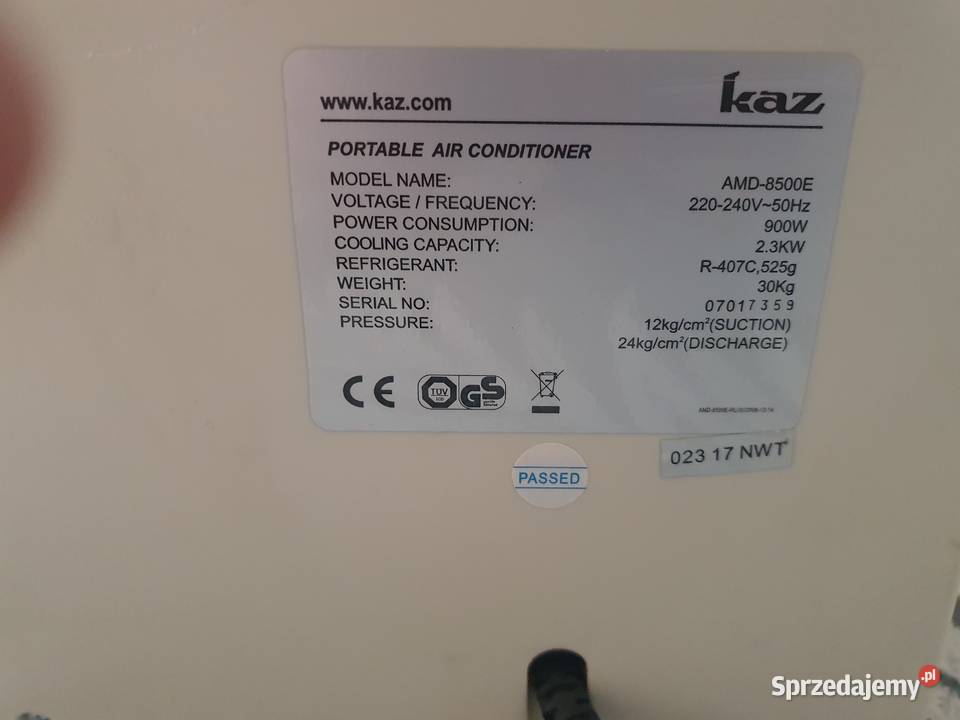 www.kaz.com kaz
PORTABLE AIR CONDITIONER
MODEL NAME: AMD-8500E
VOLTAGE / FREQUENCY: 220-240V~50Hz
POWER CONSUMPTION: 900W
COOLING CAPACITY: 2.3KW
REFRIGERANT: R-407C,525g
WEIGHT: 30Kg
SERIAL NO: 07017359
PRESSURE: 12kg/cm²(SUCTION)
24kg/cm²(DISCHARGE)
CE TÜV GS
023 17 NWT
PASSED
Sprzedajemy.pl